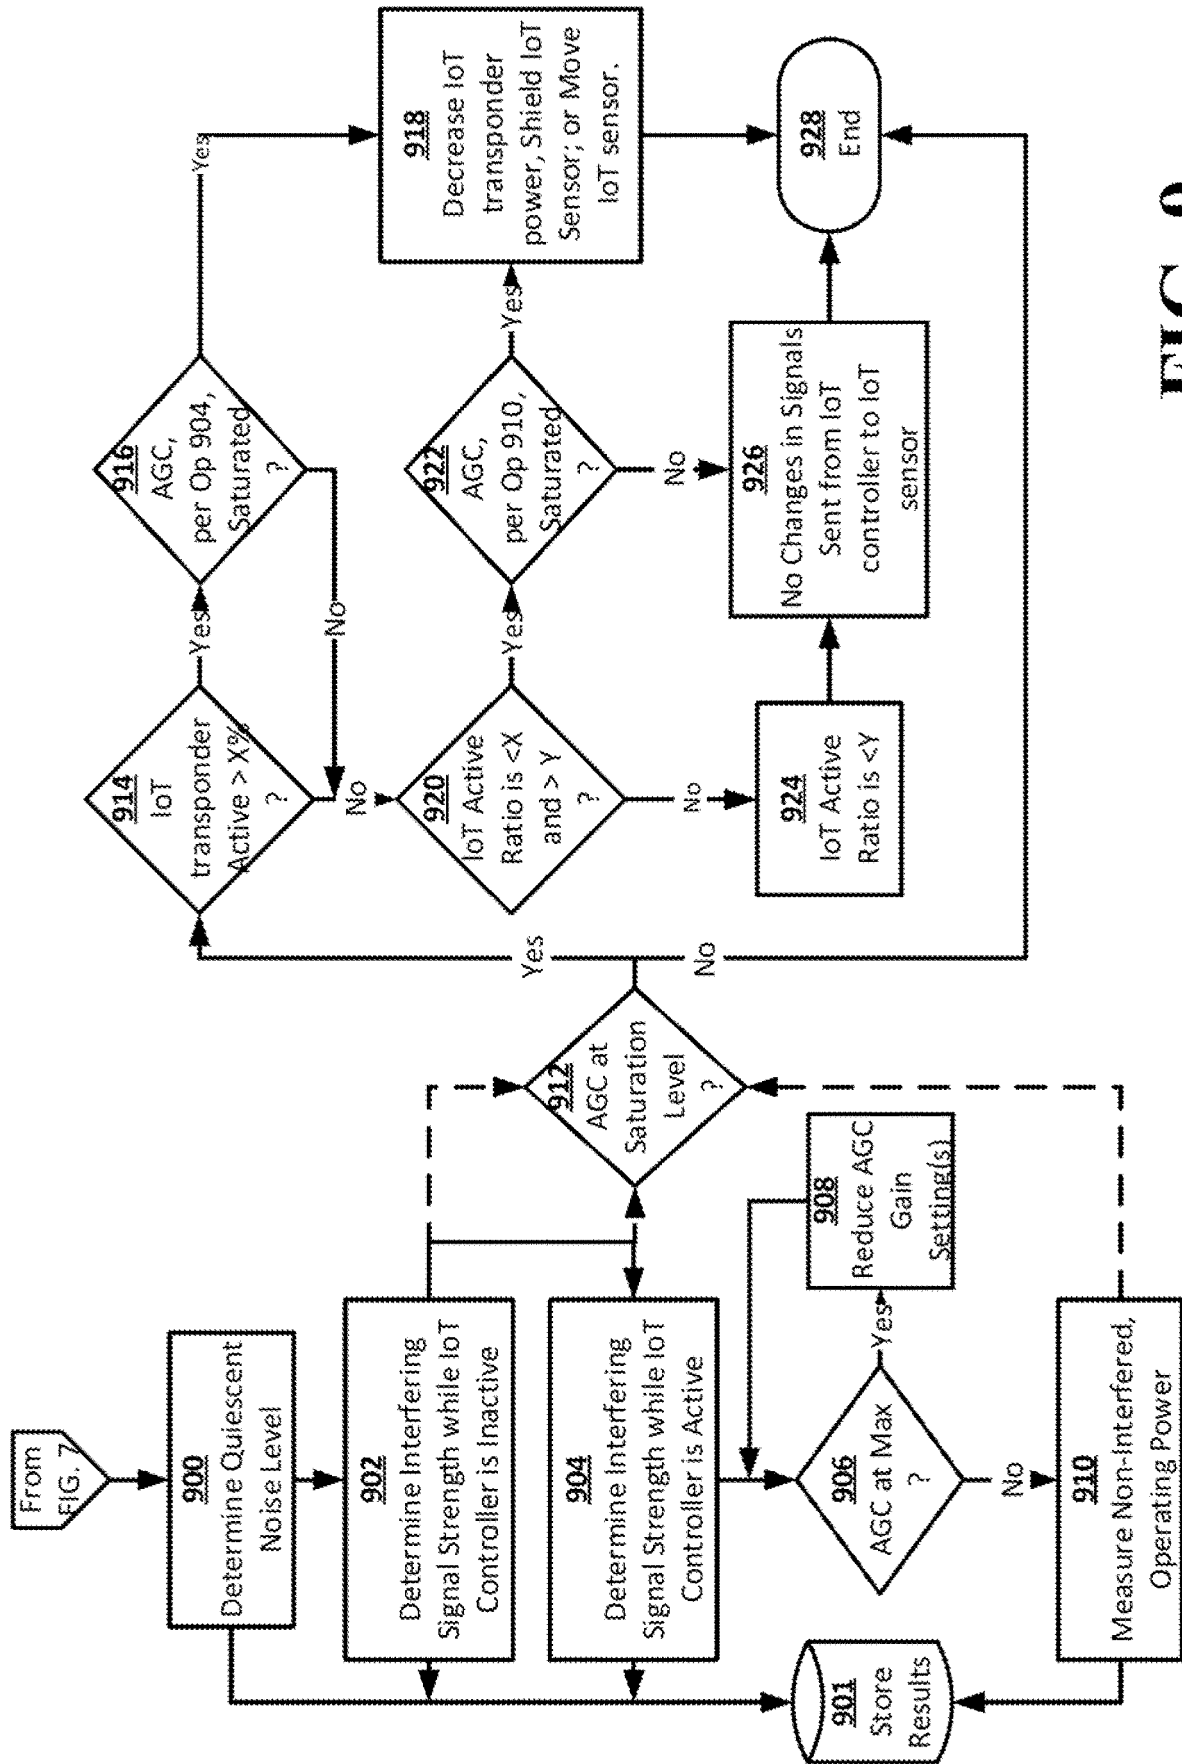 From
FIG. 7
900
Determine Quiescent
Noise Level
902
Determine Interfering
Signal Strength while IoT
Controller is Inactive
904
Determine Interfering
Signal Strength while IoT
Controller is Active
901
Store
Results
906
AGC at Max
?
Yes
No
908
Reduce AGC
Gain
Setting(s)
910
Measure Non-Interfered,
Operating Power
912
AGC at
Saturation
Level
?
Yes
No
914
IoT
transponder
Active > X%
?
Yes
No
916
AGC,
per Op 904,
Saturated
?
Yes
No
918
Decrease IoT
transponder
power, Shield IoT
Sensor; or Move
IoT sensor.
920
IoT Active
Ratio is <X
and > Y
?
Yes
No
922
AGC,
per Op 910,
Saturated
?
Yes
No
924
IoT Active
Ratio is <Y
926
No Changes in Signals
Sent from IoT
controller to IoT
sensor
928
End
FIG. 9